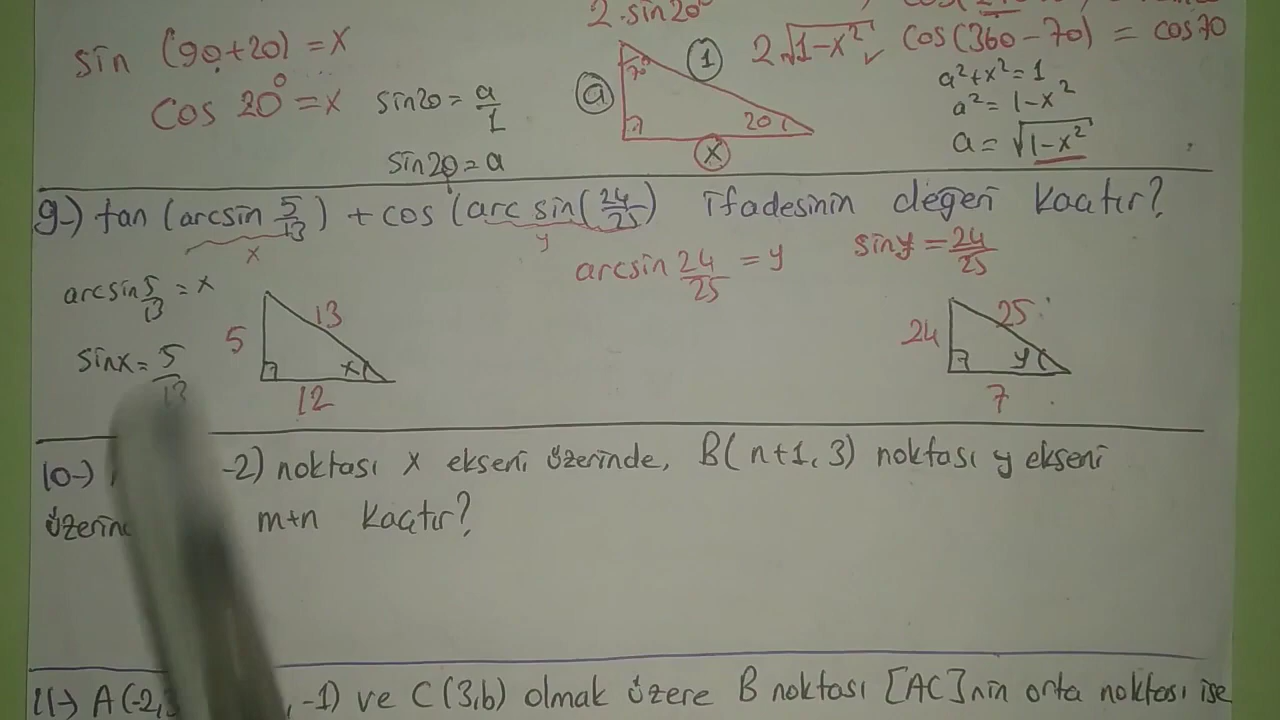 2.sin20°
sin (90+20) = x
2√1-x² cos(360-70) = cos70
cos 20° = x
sin20 = a/1
sin20 = a
a 70 1 20 x
a²+x²=1
a² = 1-x²
a = √1-x²
9-) tan (arcsin 5/13) + cos (arc sin(24/25) ifadesinin değeri kaçtır?
x y
arcsin 5/13 = x
sinx = 5/13
5 13 x 12
arcsin 24/25 = y
siny = 24/25
24 25 y 7
10-) -2) noktası x ekseni üzerinde, B(n+1, 3) noktası y ekseni
m+n kaçtır?
11-) A(-2, , -1) ve C(3,b) olmak üzere B noktası [AC]nin orta noktası ise